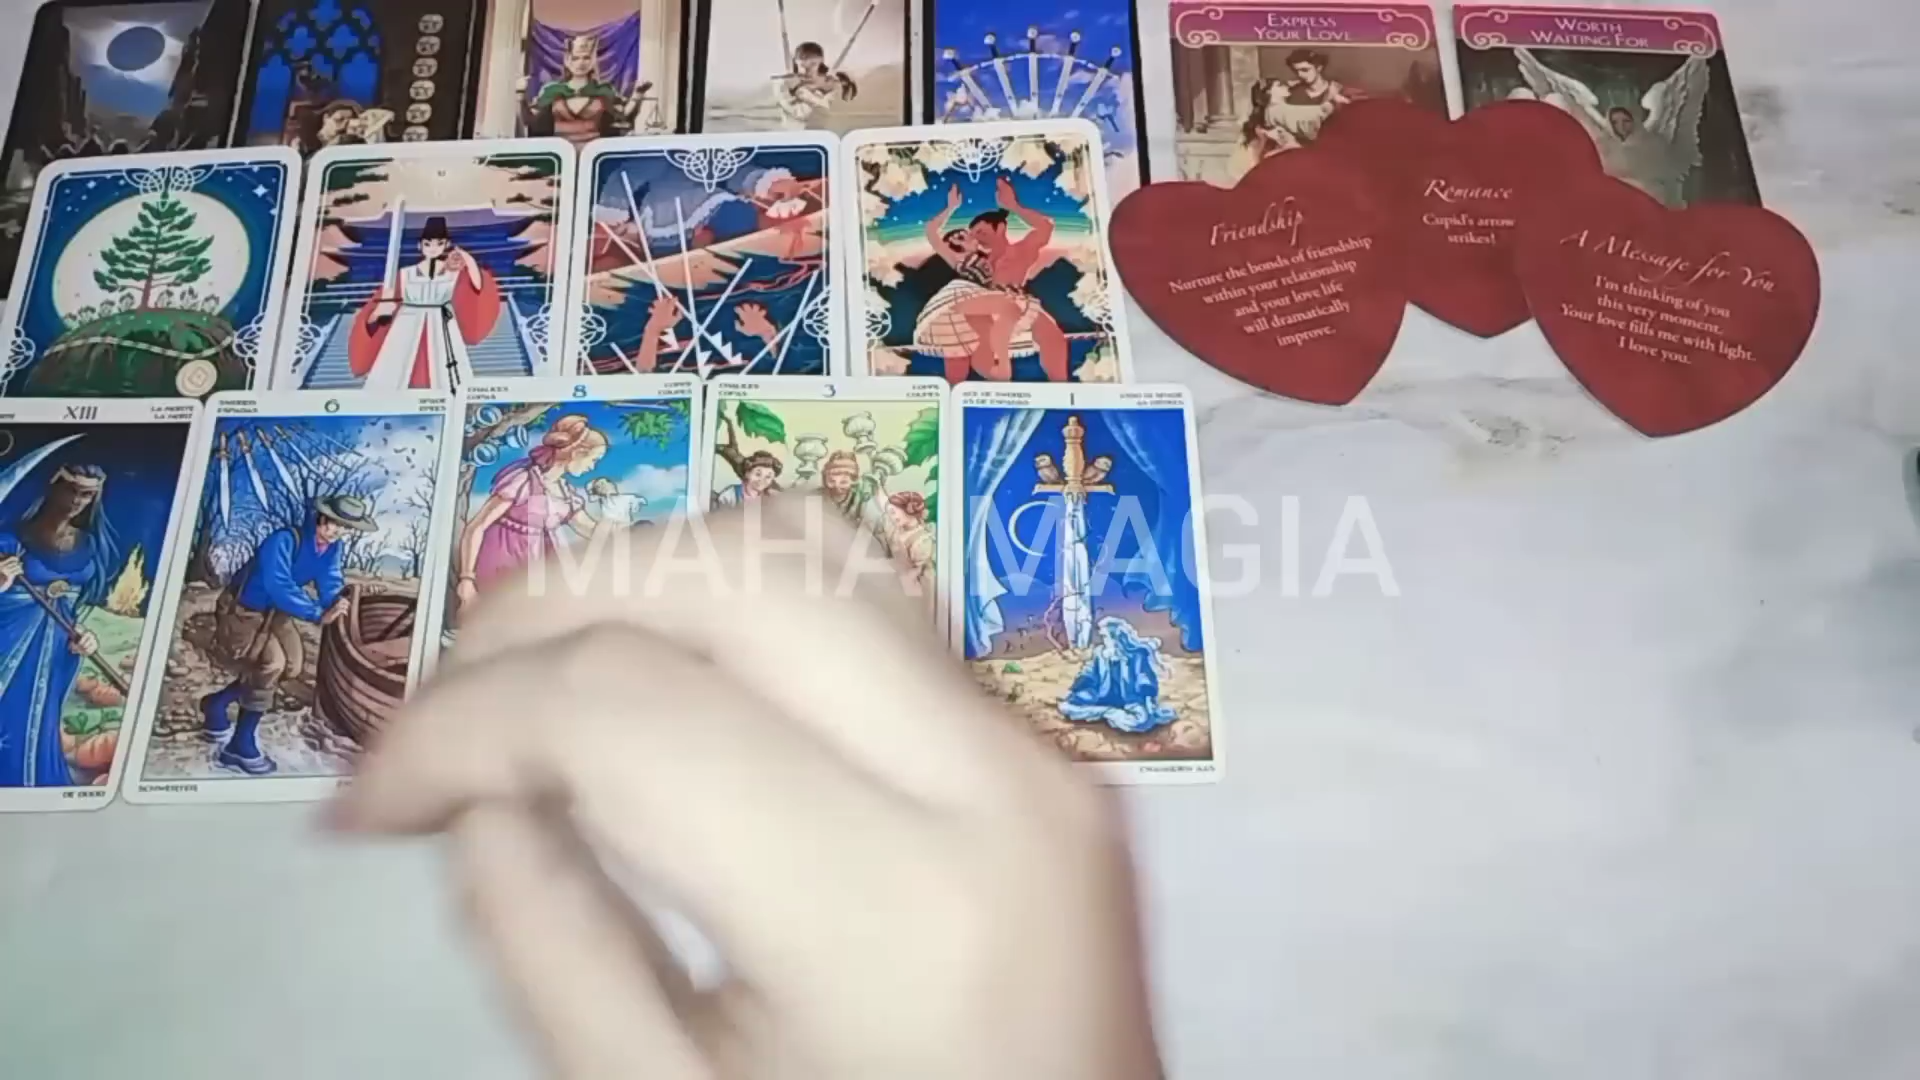 EXPRESS
YOUR LOVE
WORTH
WAITING FOR
Friendship
Nurture the bonds of friendship
within your relationship
and your love life
will dramatically
improve.
Romance
Cupid's arrow
strikes!
A Message for You
I'm thinking of you
this very moment.
Your love fills me with light.
I love you.
XIII
6
8
3
I
MAHA MAGIA
SCHWERTER